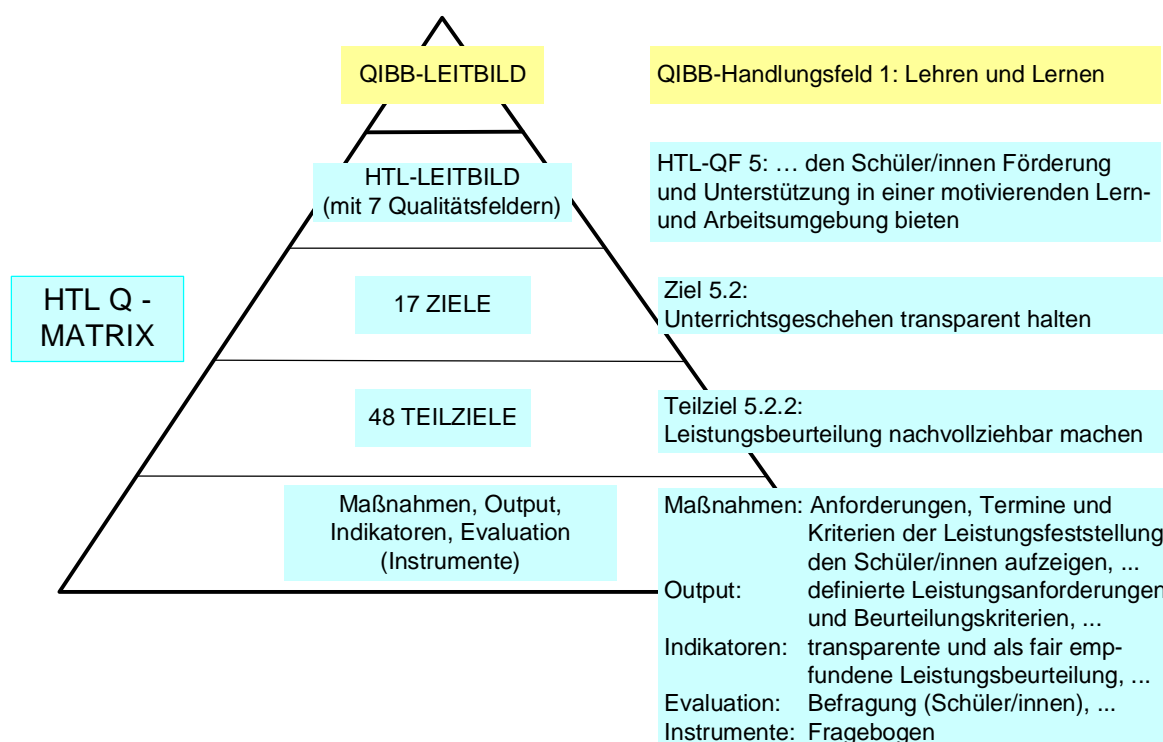 QIBB-LEITBILD
QIBB-Handlungsfeld 1: Lehren und Lernen
HTL-LEITBILD
(mit 7 Qualitätsfeldern)
HTL-QF 5: … den Schüler/innen Förderung
und Unterstützung in einer motivierenden Lern-
und Arbeitsumgebung bieten
HTL Q -
MATRIX
17 ZIELE
Ziel 5.2:
Unterrichtsgeschehen transparent halten
48 TEILZIELE
Teilziel 5.2.2:
Leistungsbeurteilung nachvollziehbar machen
Maßnahmen, Output,
Indikatoren, Evaluation
(Instrumente)
Maßnahmen: Anforderungen, Termine und
Kriterien der Leistungsfeststellung
den Schüler/innen aufzeigen, ...
Output: definierte Leistungsanforderungen
und Beurteilungskriterien, ...
Indikatoren: transparente und als fair emp-
fundene Leistungsbeurteilung, ...
Evaluation: Befragung (Schüler/innen), ...
Instrumente: Fragebogen